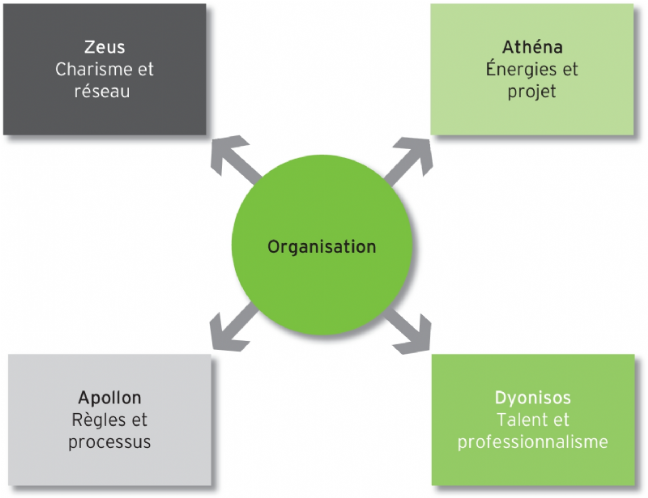 Zeus
Charisme et
réseau
Athéna
Énergies et
projet
Organisation
Apollon
Règles et
processus
Dyonisos
Talent et
professionnalisme